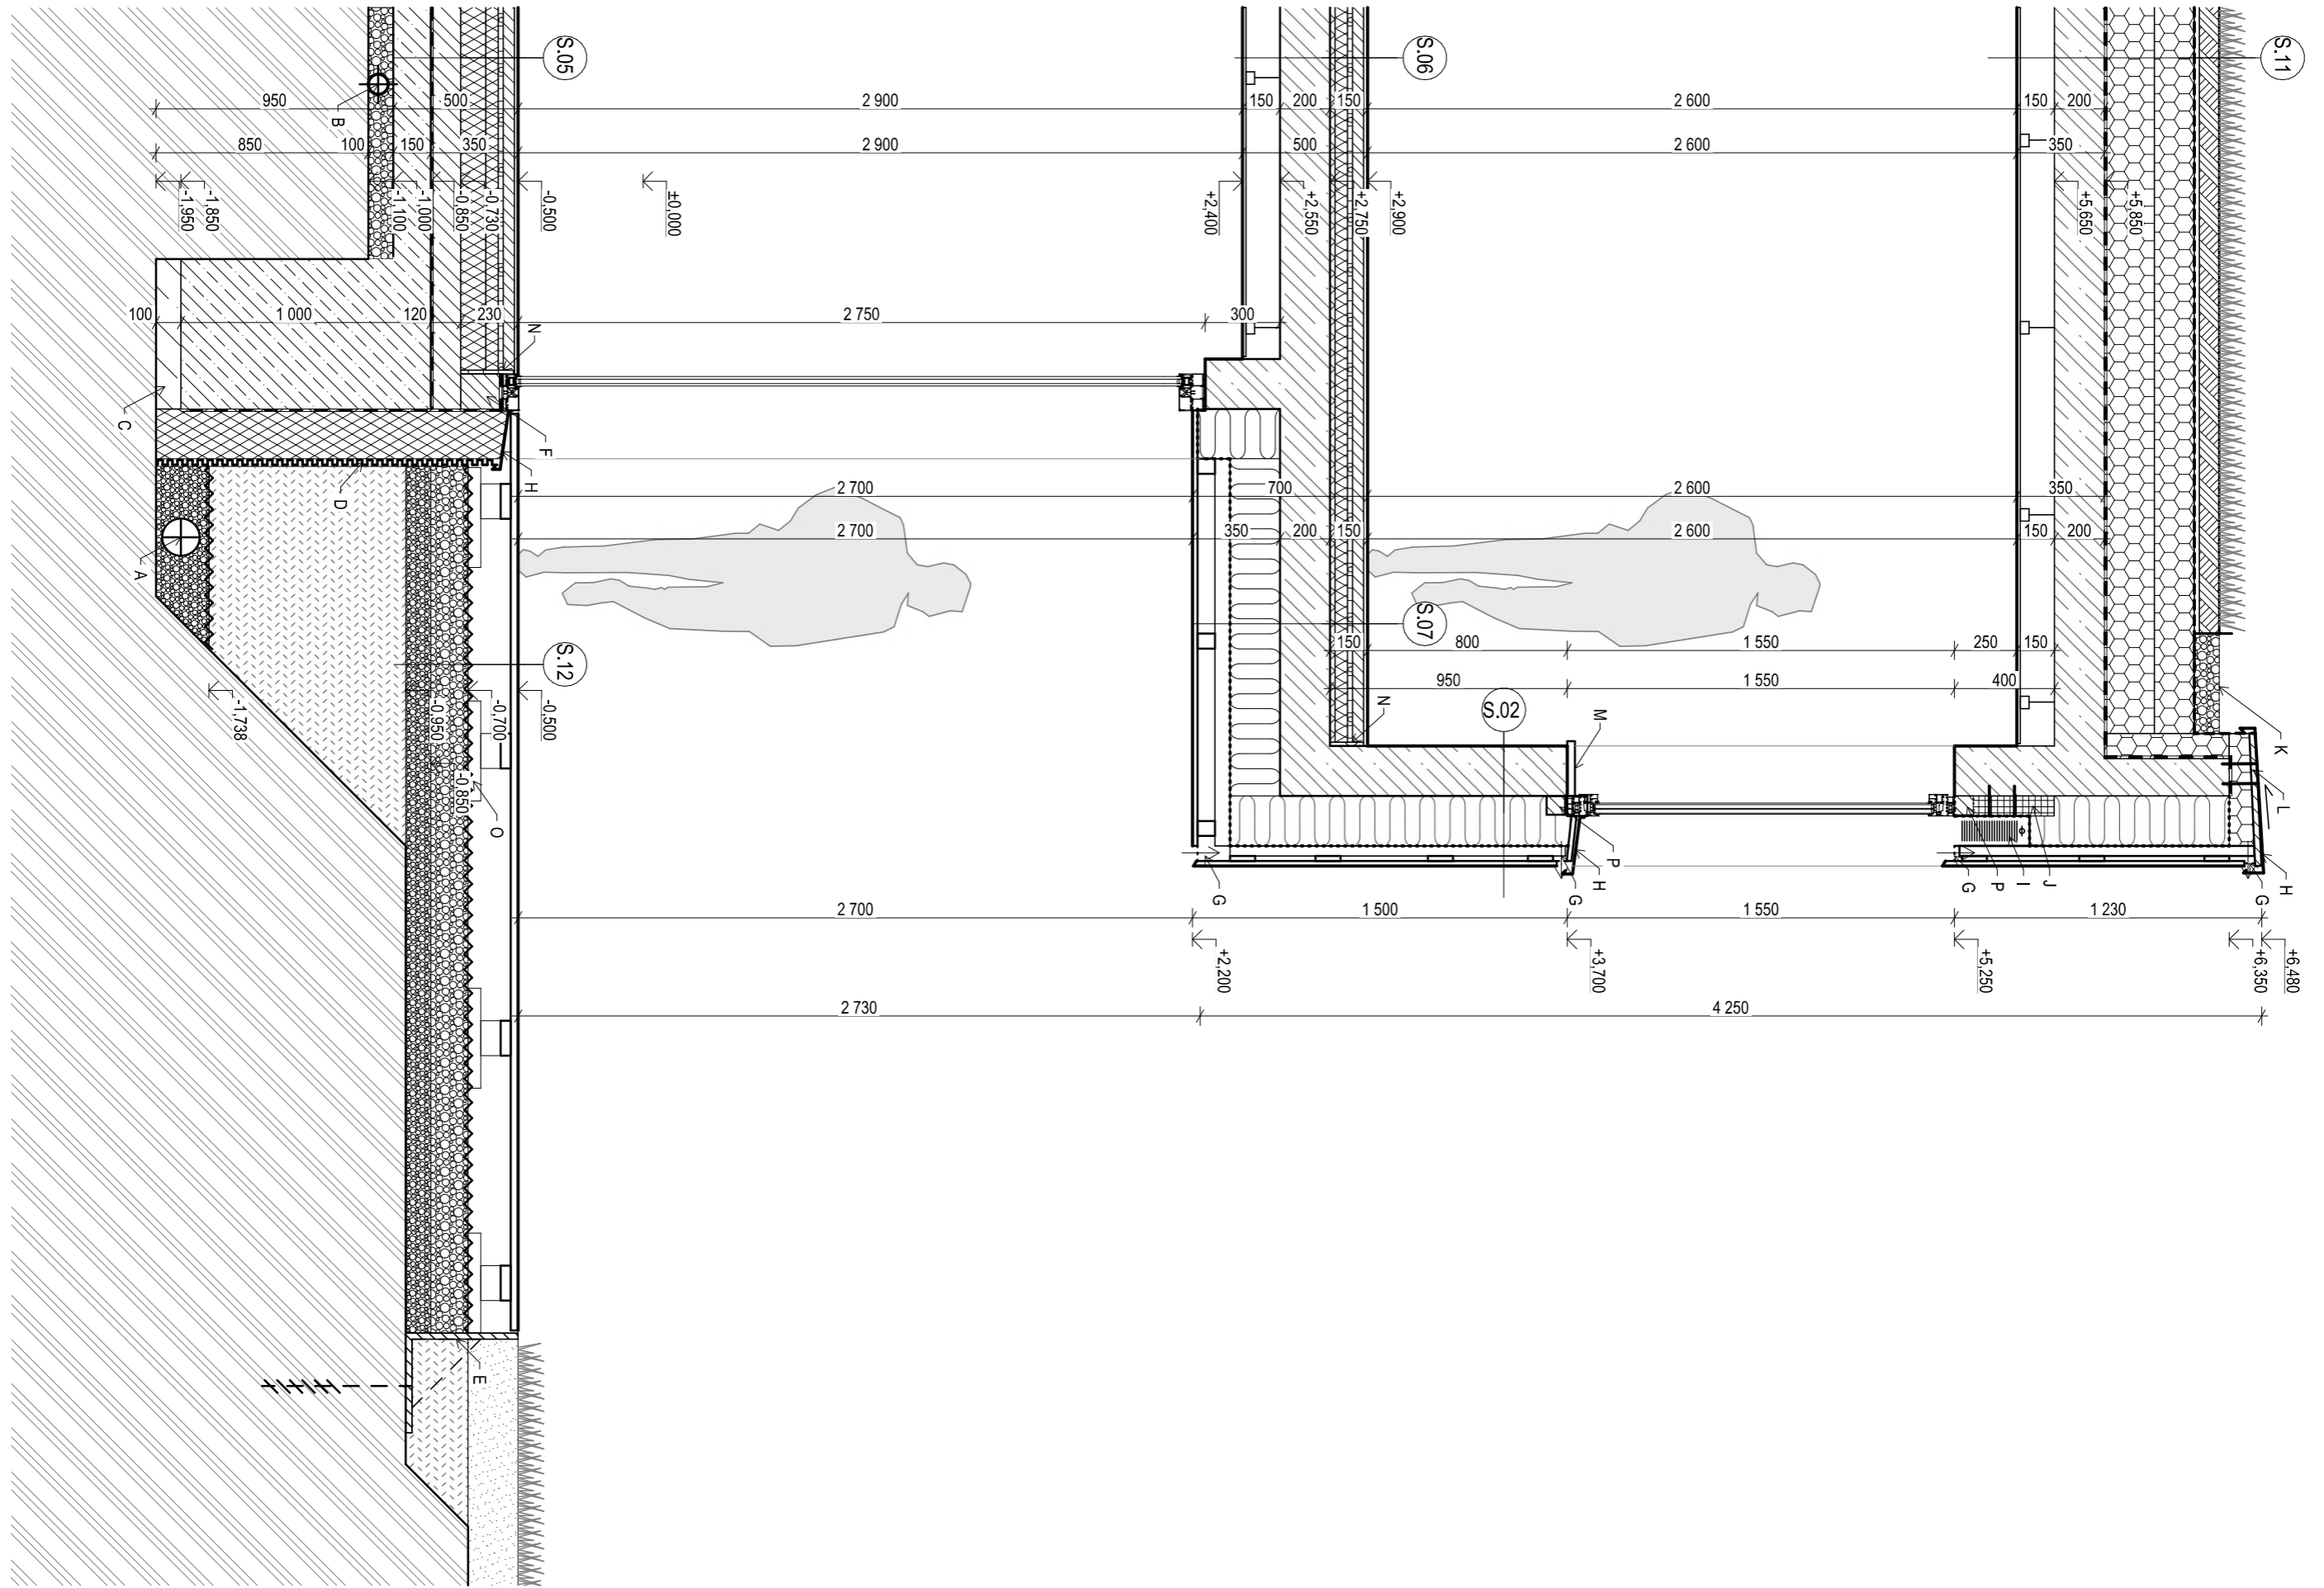 S.05
S.06
S.11
950
500
2 900
150
200
150
2 600
150
200
B
850
100
150
350
2 900
500
2 600
350
-1,950
-1,850
-1,100
-1,000
-0,850
-0,730
-0,500
±0,000
+2,400
+2,550
+2,750
+2,900
+5,650
+5,850
100
1 000
120
230
N
2 750
300
C
F
H
D
2 700
700
2 600
350
2 700
350
200
150
2 600
150
200
A
S.07
S.12
150
800
1 550
250
150
950
1 550
400
S.02
N
M
K
-1,738
-0,950
-0,850
-0,700
-0,500
O
L
P
H
G
G
G
P
I
J
H
G
2 700
1 500
1 550
1 230
+2,200
+3,700
+5,250
+6,350
+6,480
2 730
4 250
E